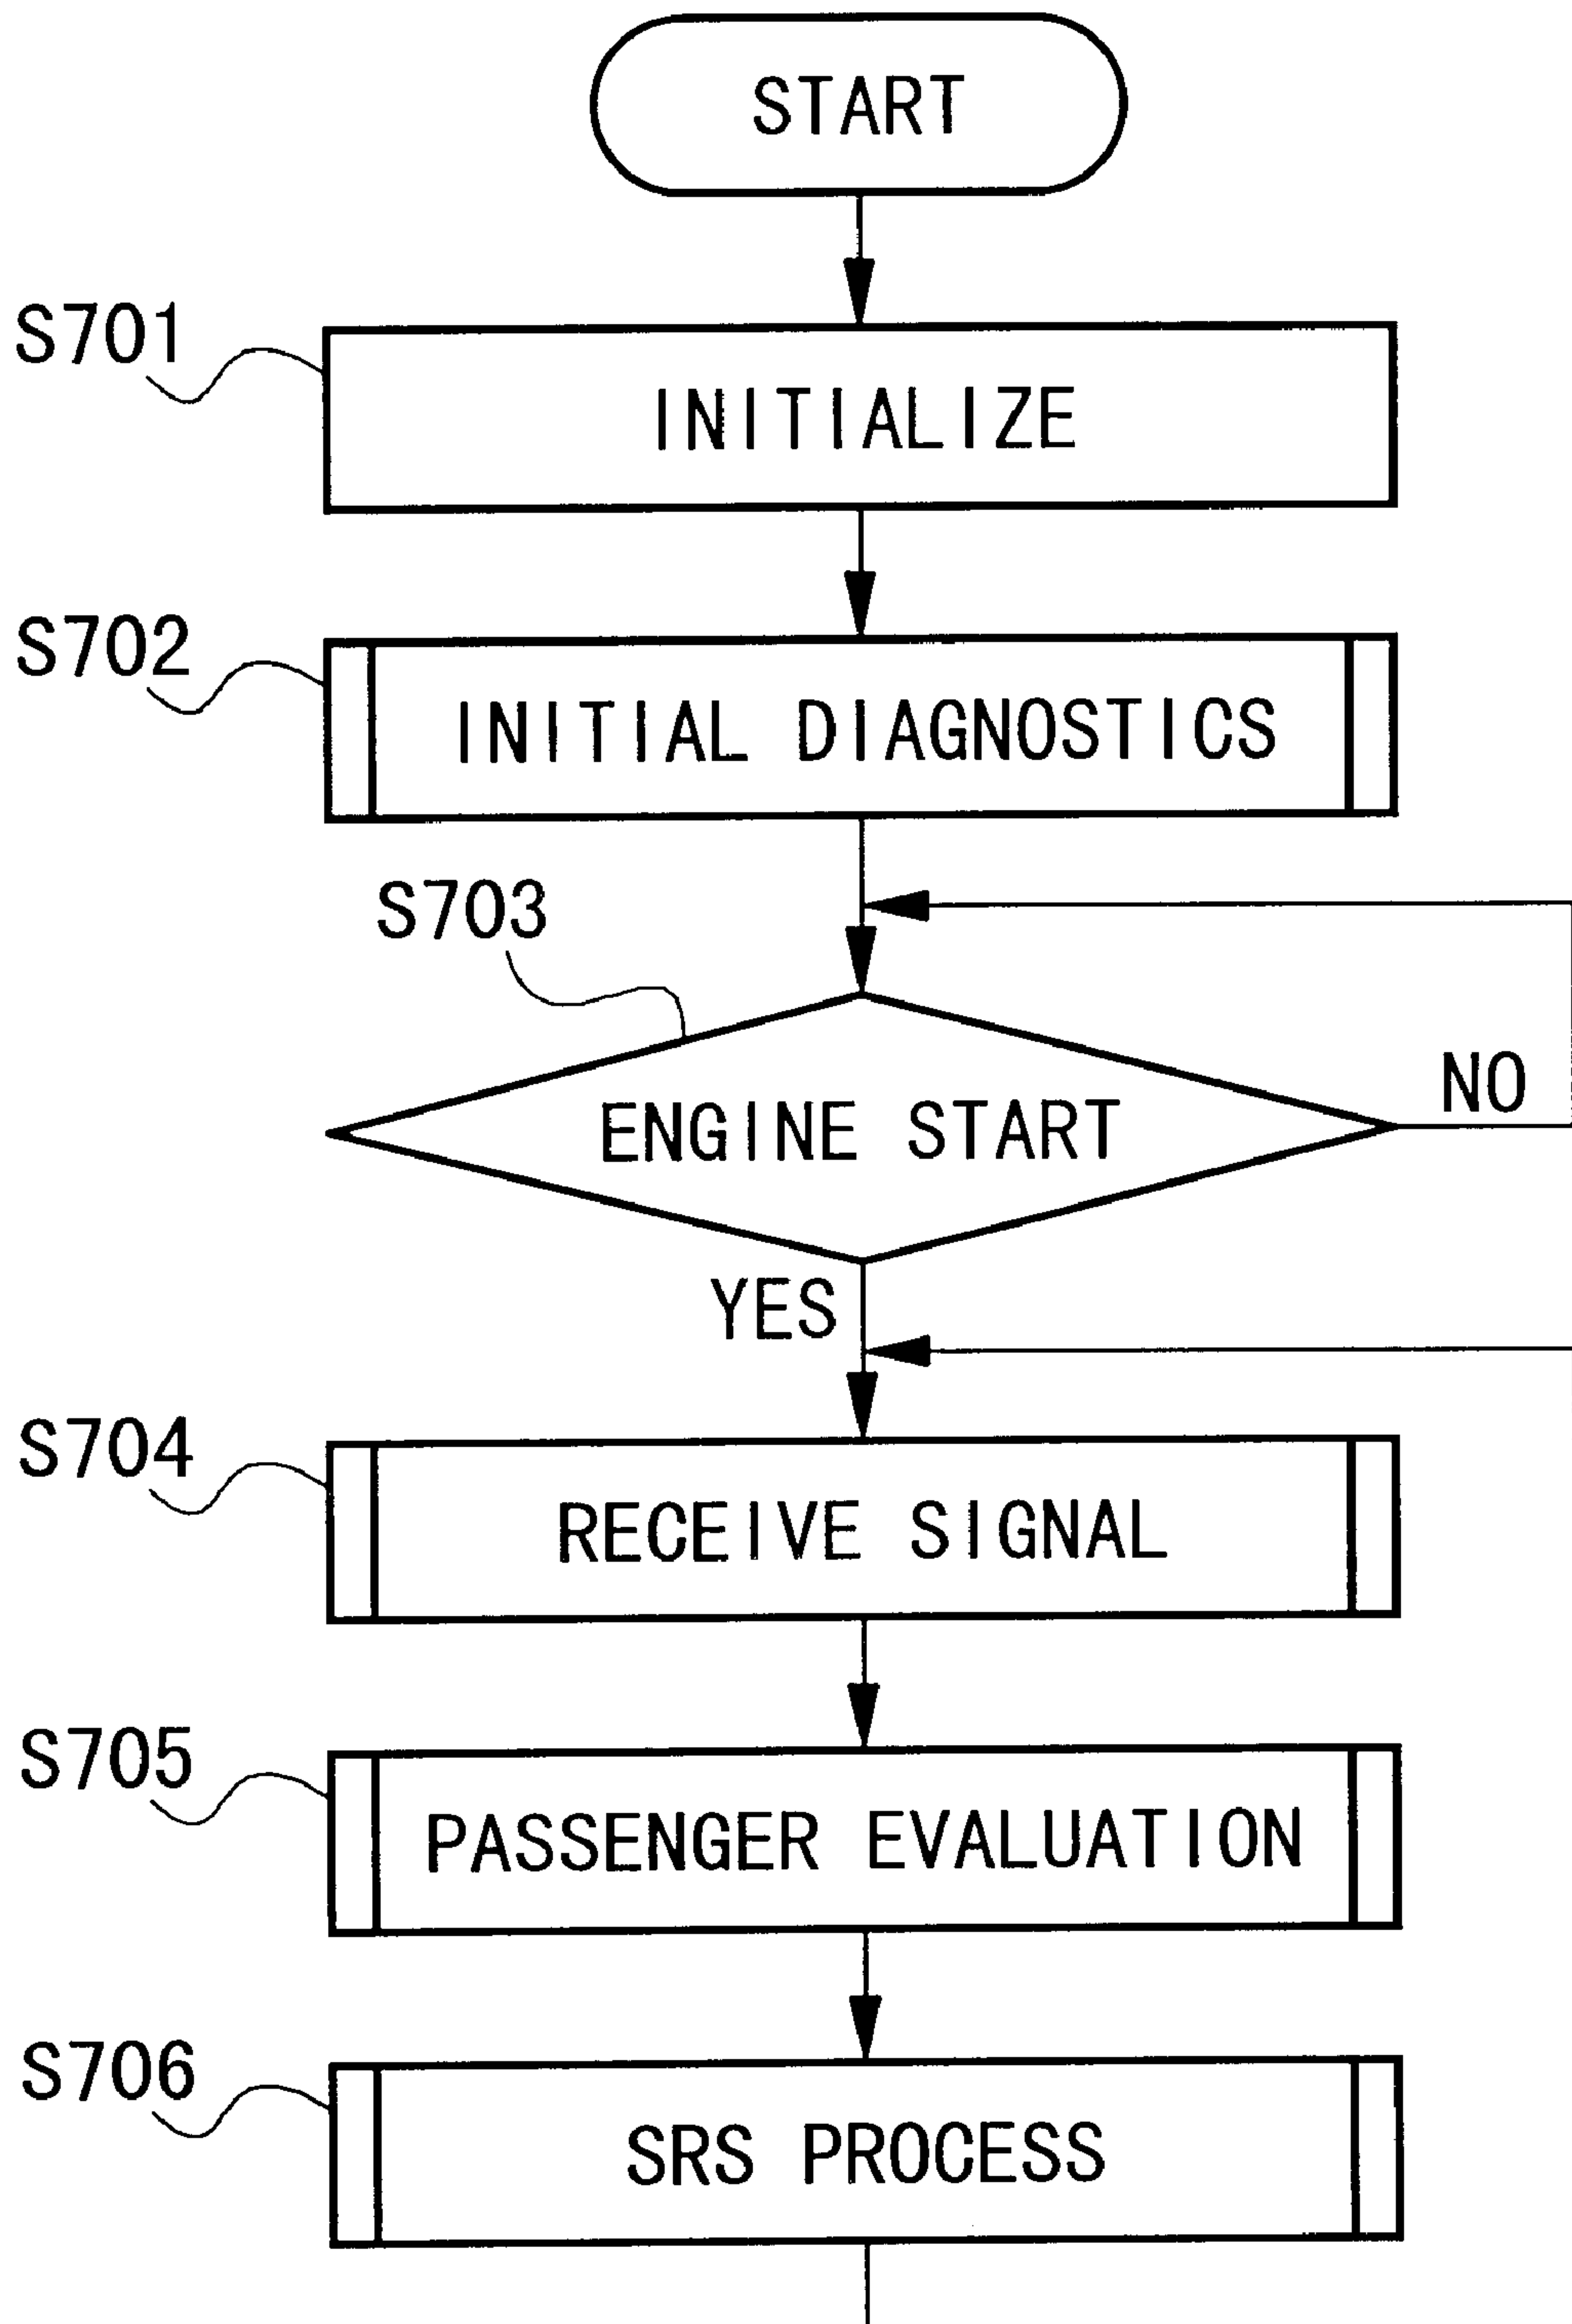 START
S701
INITIALIZE
S702
INITIAL DIAGNOSTICS
S703
ENGINE START
NO
YES
S704
RECEIVE SIGNAL
S705
PASSENGER EVALUATION
S706
SRS PROCESS